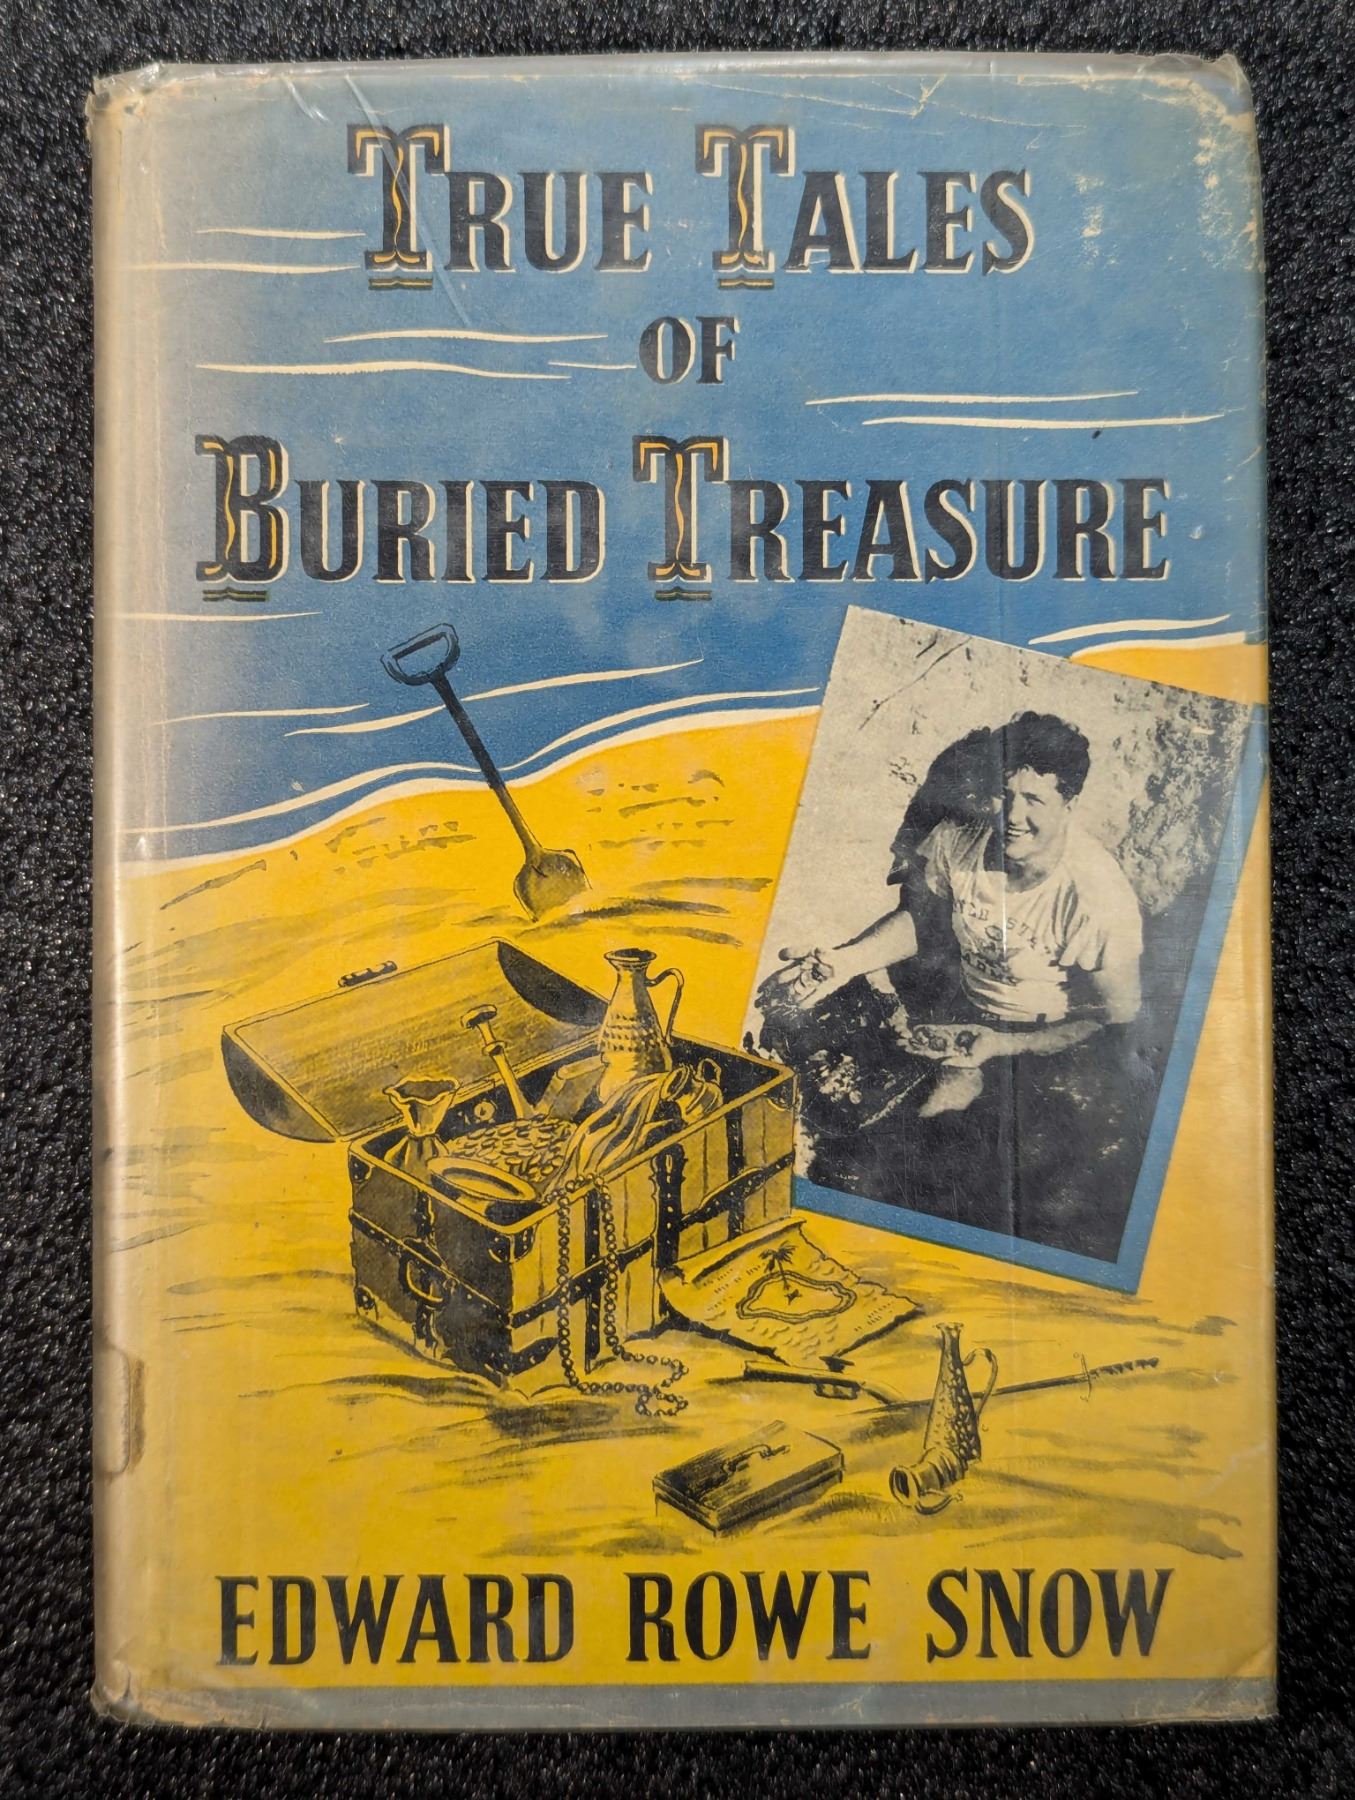 TRUE TALES
OF
BURIED TREASURE
EDWARD ROWE SNOW